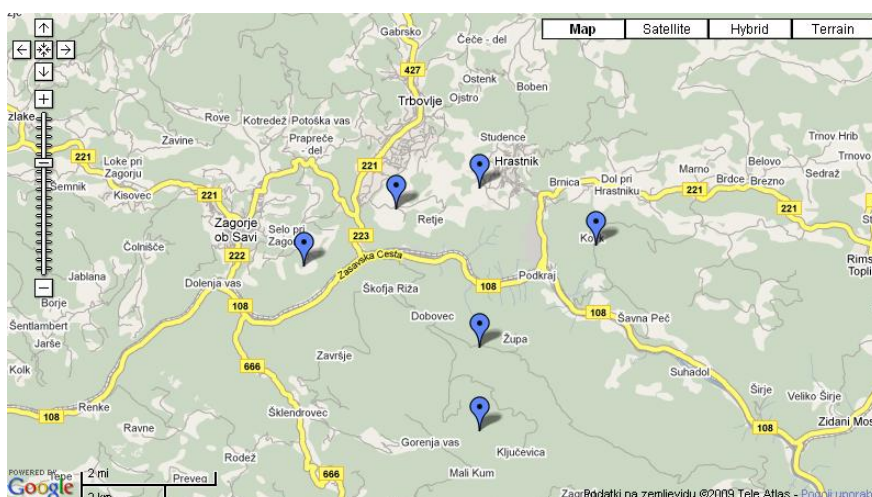 Map Satellite Hybrid Terrain
Gabrsko
Čeče - del
427
Ostenk
Boben
Trbovlje
Ojstro
Rove
Kotredež
Potoška vas
Zavine
Prapreče
- del
Studence
Trnov Hrib
221
Loke pri
Zagorju
221
Hrastnik
Marno
Belovo
Trnovo
Brnica
Dol pri
Hrastniku
221
Brdce
Brezno
Sedraž
Kisovec
221
221
Zagorje
ob Savi
Selo pri
Retje
223
222
Čolnišče
Zasavska Cesta
Jablana
Dolenja vas
Podkraj
108
Škofja Riža
Borje
108
Dobovec
Šavna Peč
Šentlambert
108
Župa
Jarše
Završje
Kolk
666
Suhadol
Širje
Veliko Širje
Renke
108
Šklendrovec
Ravne
108
Zidani Mos
Gorenja vas
Ključevica
Rodež
Mali Kum
POWERED BY
Google
2 mi
Tepe
Preveg
666
2 km
Podatki na zemljevidu ©2009 Tele Atlas - Pogoji uporab